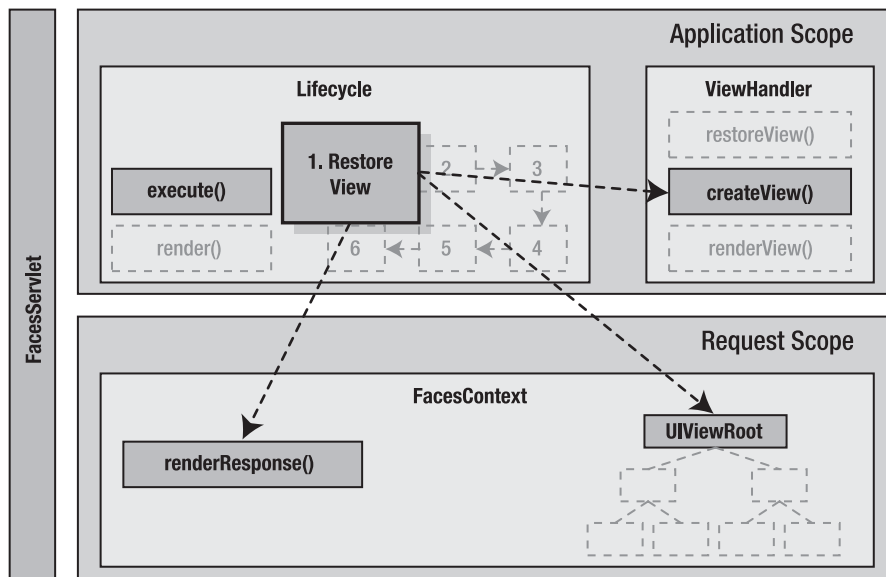 FacesServlet
Application Scope
Lifecycle
1. Restore
View
2
3
4
5
6
execute()
render()
ViewHandler
restoreView()
createView()
renderView()
Request Scope
FacesContext
renderResponse()
UIViewRoot